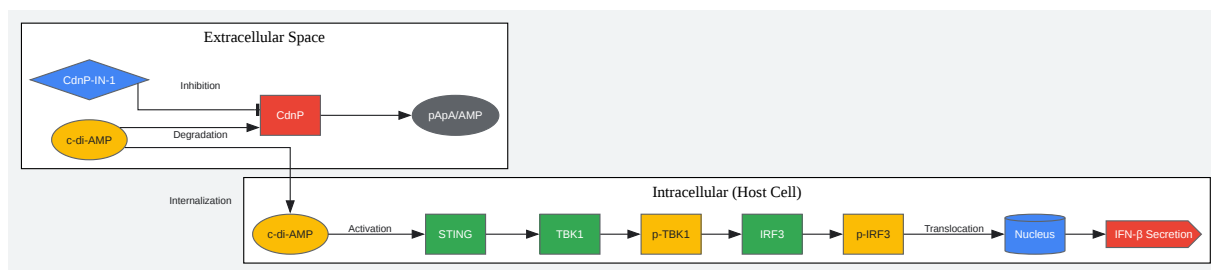 Extracellular Space
CdnP-IN-1
Inhibition
CdnP
pApA/AMP
c-di-AMP
Degradation
Internalization
Intracellular (Host Cell)
c-di-AMP
Activation
STING
TBK1
p-TBK1
IRF3
p-IRF3
Translocation
Nucleus
IFN-β Secretion